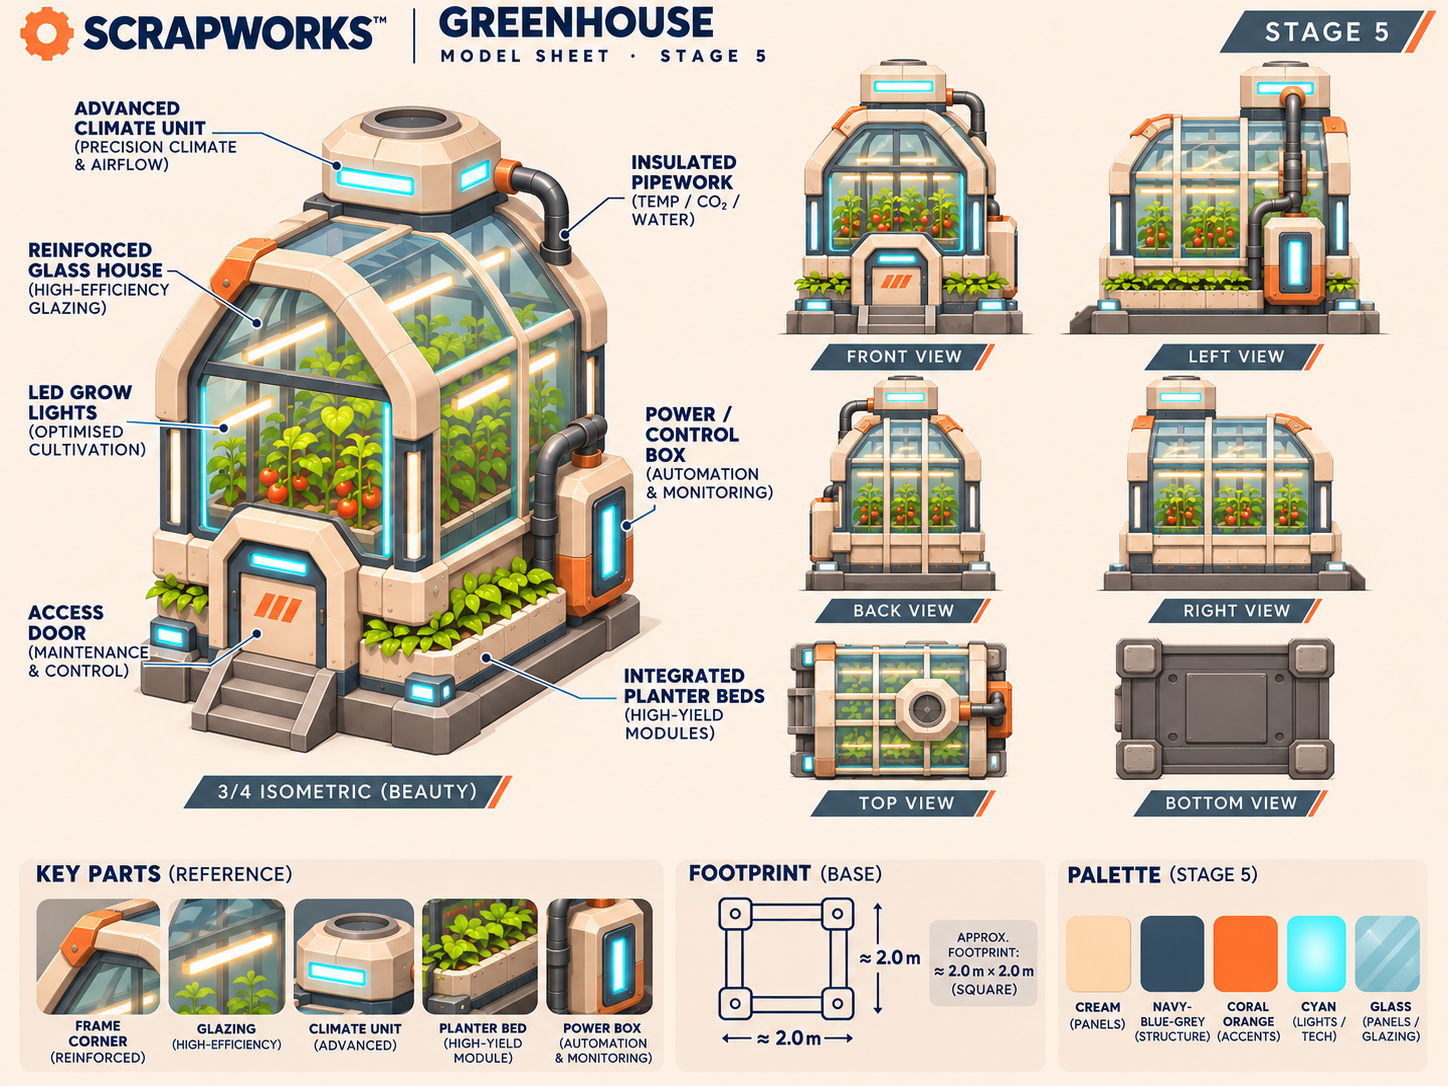 SCRAPWORKS™
GREENHOUSE
MODEL SHEET · STAGE 5
STAGE 5
ADVANCED
CLIMATE UNIT
(PRECISION CLIMATE
& AIRFLOW)
REINFORCED
GLASS HOUSE
(HIGH-EFFICIENCY
GLAZING)
LED GROW
LIGHTS
(OPTIMISED
CULTIVATION)
ACCESS
DOOR
(MAINTENANCE
& CONTROL)
INSULATED
PIPEWORK
(TEMP / CO₂ /
WATER)
POWER /
CONTROL
BOX
(AUTOMATION
& MONITORING)
INTEGRATED
PLANTER BEDS
(HIGH-YIELD
MODULES)
3/4 ISOMETRIC (BEAUTY)
FRONT VIEW
LEFT VIEW
BACK VIEW
RIGHT VIEW
TOP VIEW
BOTTOM VIEW
KEY PARTS (REFERENCE)
FRAME
CORNER
(REINFORCED)
GLAZING
(HIGH-EFFICIENCY)
CLIMATE UNIT
(ADVANCED)
PLANTER BED
(HIGH-YIELD
MODULE)
POWER BOX
(AUTOMATION
& MONITORING)
FOOTPRINT (BASE)
≈ 2.0 m
≈ 2.0 m
APPROX.
FOOTPRINT:
≈ 2.0 m × 2.0 m
(SQUARE)
PALETTE (STAGE 5)
CREAM
(PANELS)
NAVY-
BLUE-GREY
(STRUCTURE)
CORAL
ORANGE
(ACCENTS)
CYAN
(LIGHTS /
TECH)
GLASS
(PANELS /
GLAZING)